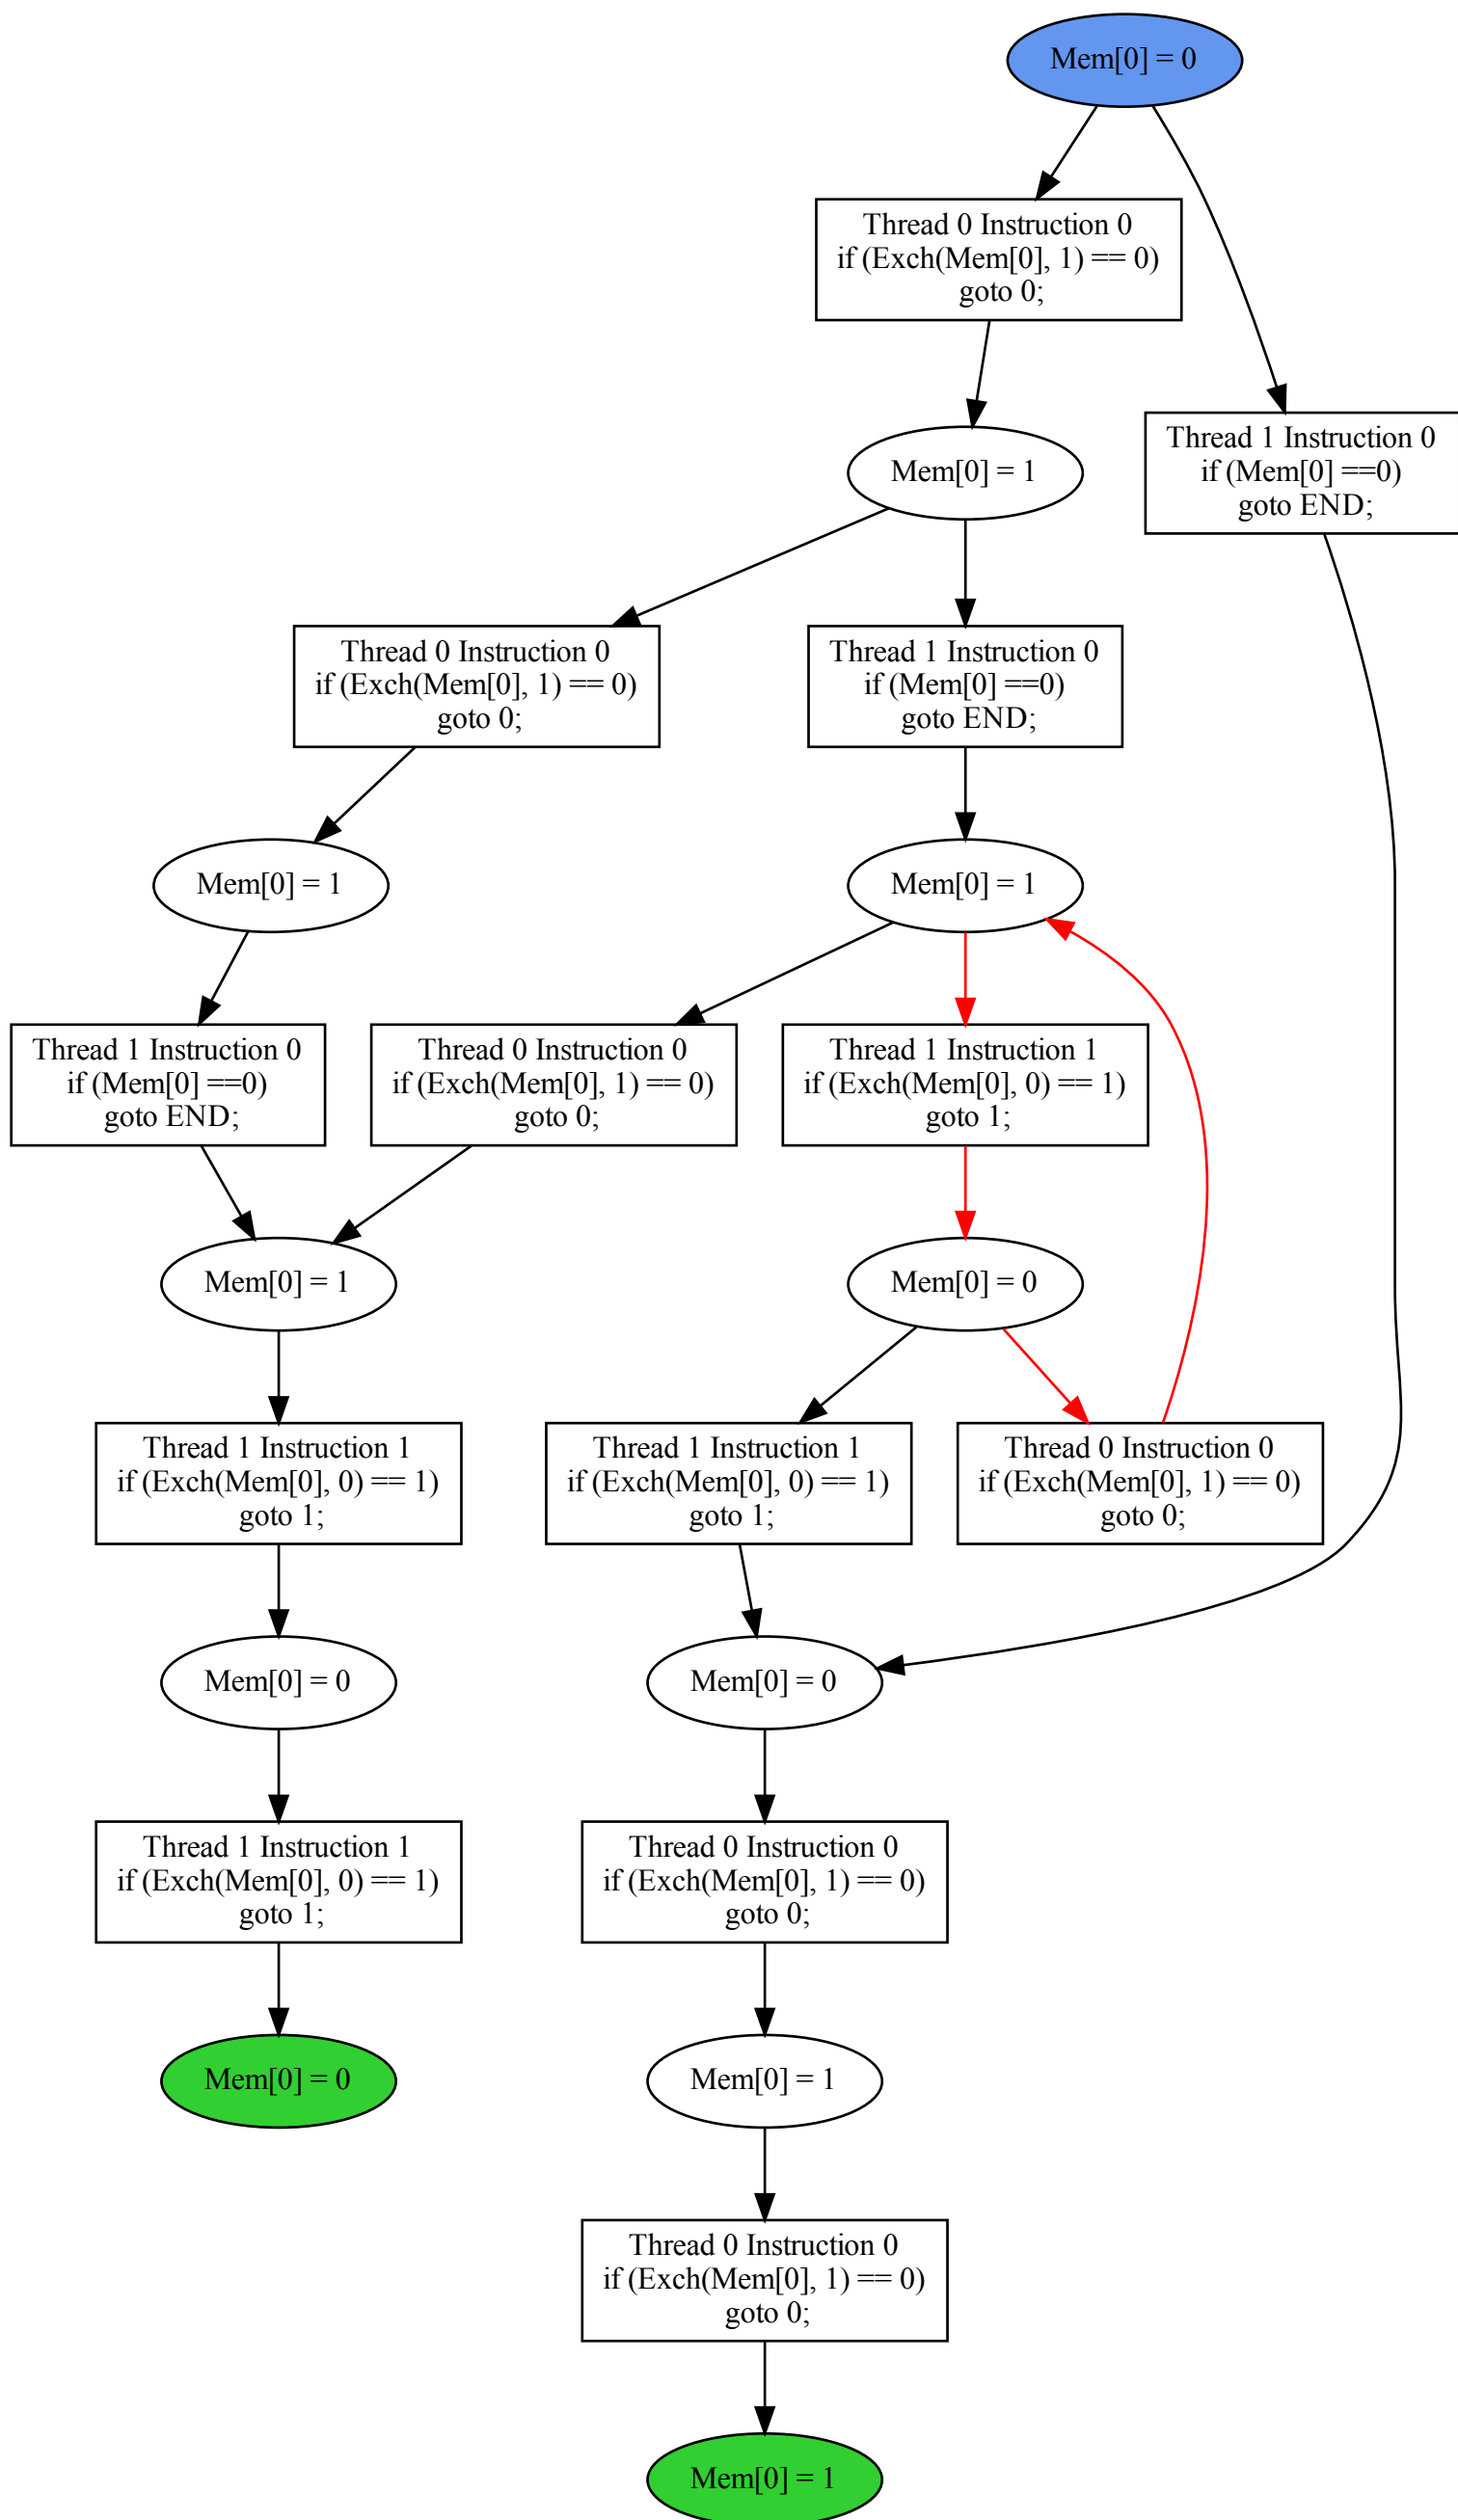 Mem[0] = 0
Thread 0 Instruction 0
if (Exch(Mem[0], 1) == 0)
goto 0;
Thread 1 Instruction 0
if (Mem[0] ==0)
goto END;
Mem[0] = 1
Thread 0 Instruction 0
if (Exch(Mem[0], 1) == 0)
goto 0;
Thread 1 Instruction 0
if (Mem[0] ==0)
goto END;
Mem[0] = 1
Mem[0] = 1
Thread 1 Instruction 0
if (Mem[0] ==0)
goto END;
Thread 0 Instruction 0
if (Exch(Mem[0], 1) == 0)
goto 0;
Thread 1 Instruction 1
if (Exch(Mem[0], 0) == 1)
goto 1;
Mem[0] = 1
Mem[0] = 0
Thread 1 Instruction 1
if (Exch(Mem[0], 0) == 1)
goto 1;
Thread 1 Instruction 1
if (Exch(Mem[0], 0) == 1)
goto 1;
Thread 0 Instruction 0
if (Exch(Mem[0], 1) == 0)
goto 0;
Mem[0] = 0
Mem[0] = 0
Thread 1 Instruction 1
if (Exch(Mem[0], 0) == 1)
goto 1;
Thread 0 Instruction 0
if (Exch(Mem[0], 1) == 0)
goto 0;
Mem[0] = 0
Mem[0] = 1
Thread 0 Instruction 0
if (Exch(Mem[0], 1) == 0)
goto 0;
Mem[0] = 1